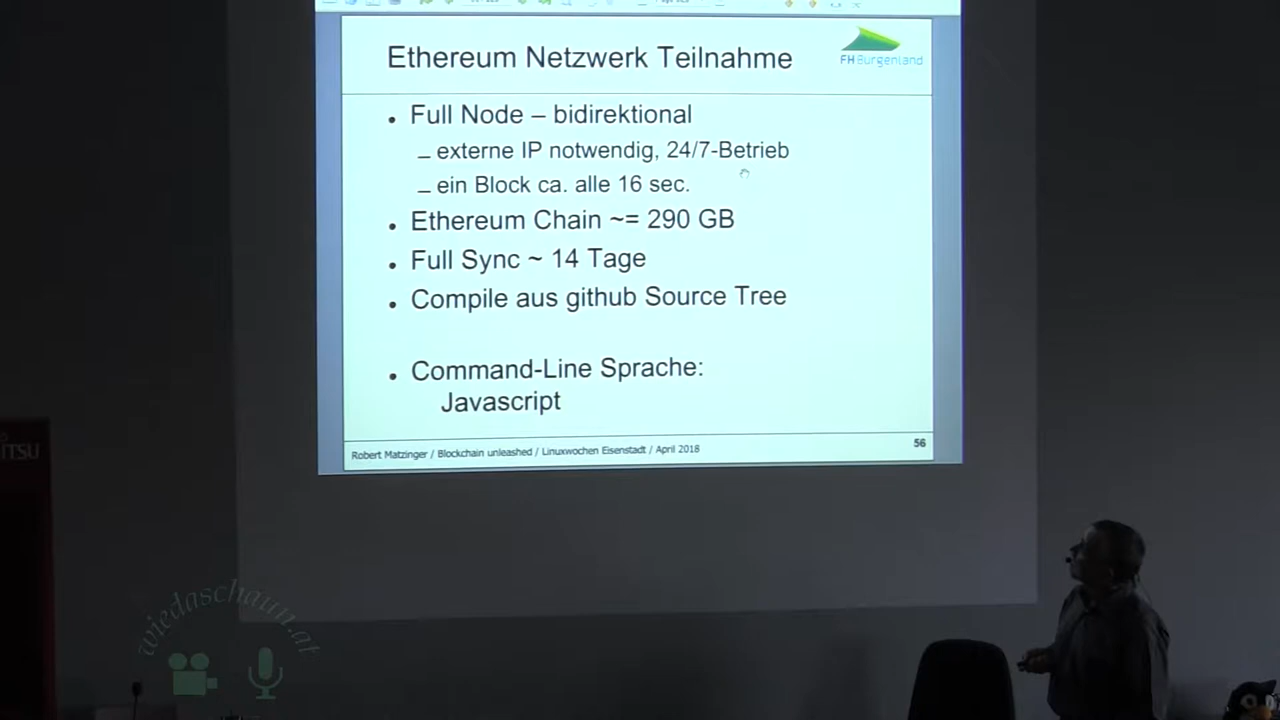 Ethereum Netzwerk Teilnahme
FH Burgenland
• Full Node – bidirektional
– externe IP notwendig, 24/7-Betrieb
– ein Block ca. alle 16 sec.
• Ethereum Chain ~= 290 GB
• Full Sync ~ 14 Tage
• Compile aus github Source Tree
• Command-Line Sprache:
Javascript
Robert Matzinger / Blockchain unleashed / Linuxwochen Eisenstadt / April 2018
56
ITSU
wiedaschaun.at